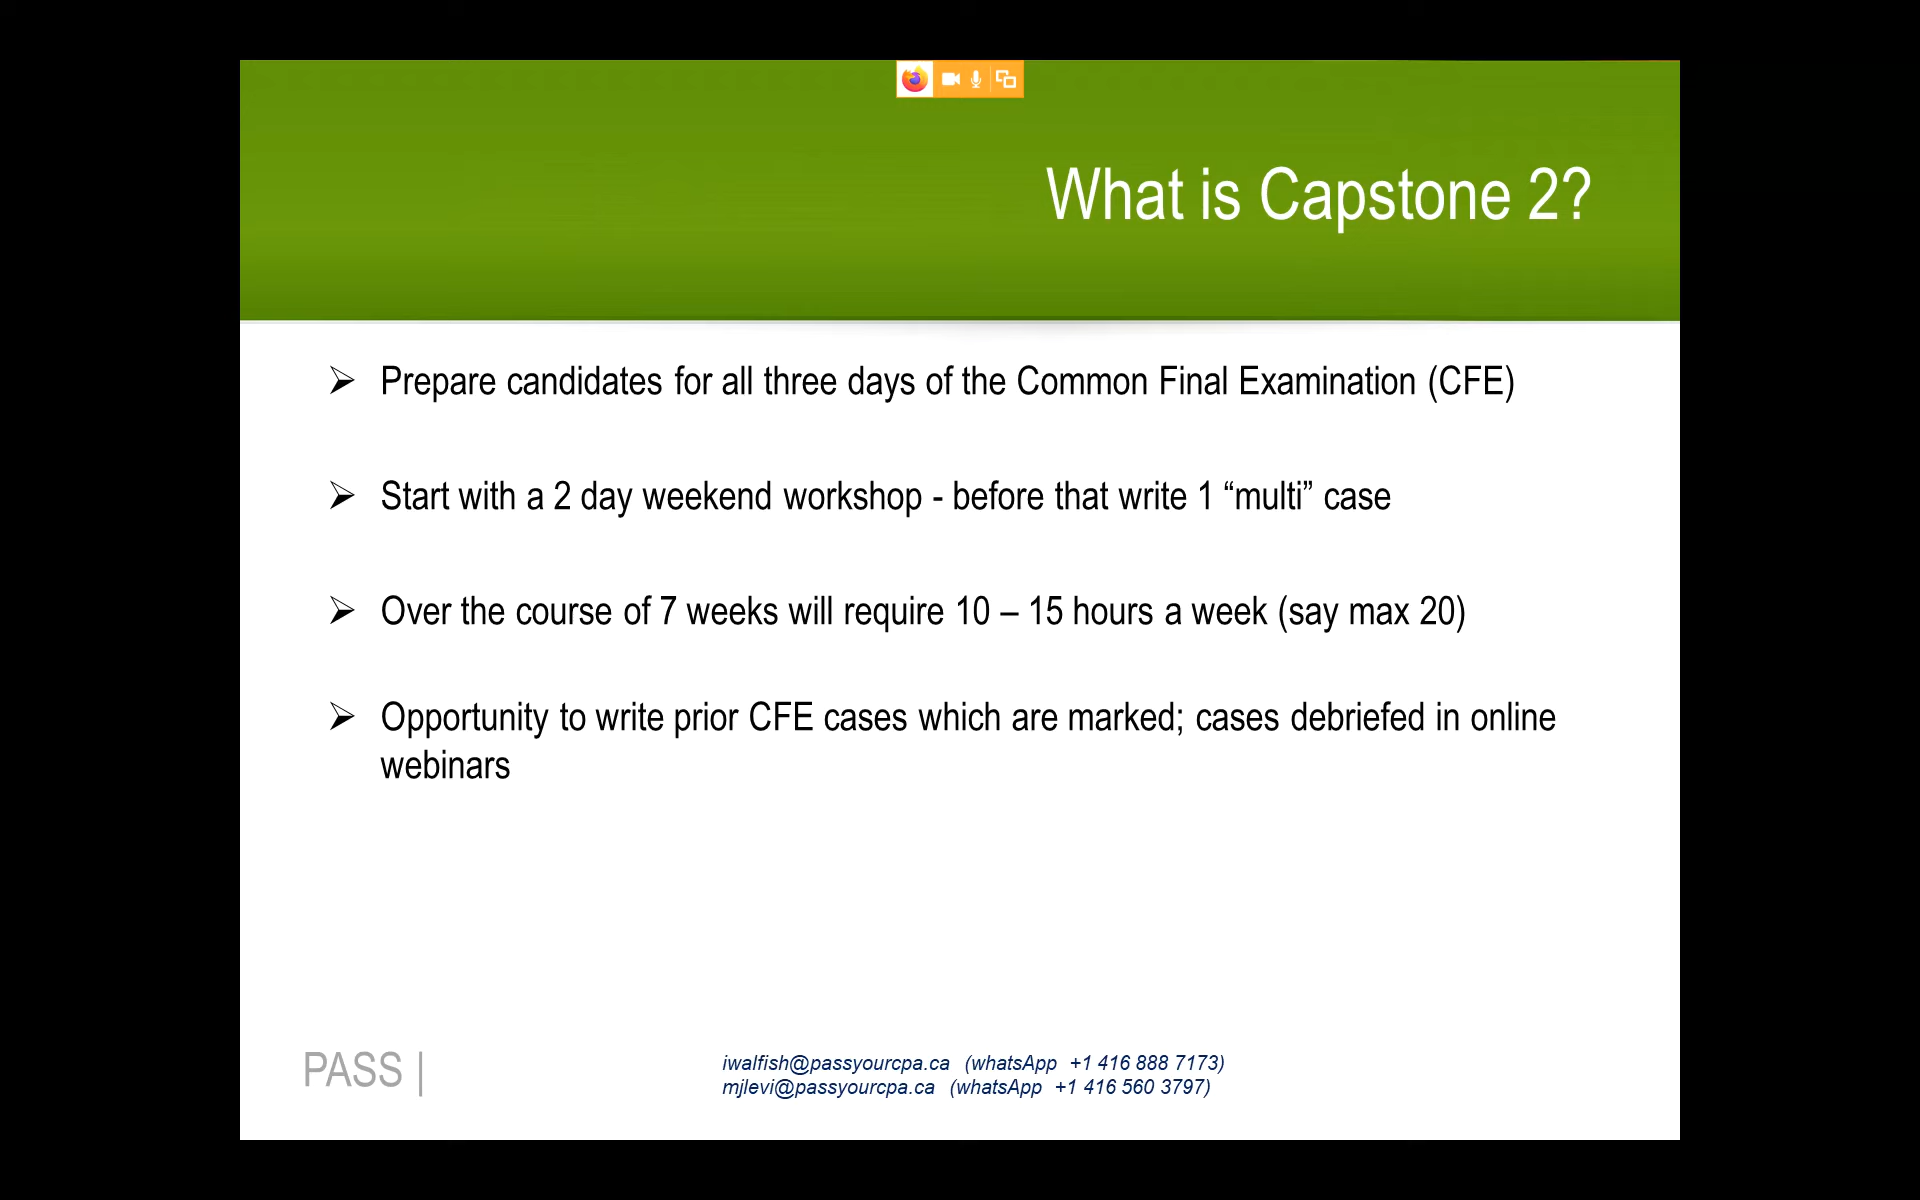 What is Capstone 2?
Prepare candidates for all three days of the Common Final Examination (CFE)
Start with a 2 day weekend workshop - before that write 1 “multi” case
Over the course of 7 weeks will require 10 – 15 hours a week (say max 20)
Opportunity to write prior CFE cases which are marked; cases debriefed in online
webinars
PASS |
iwalfish@passyourcpa.ca (whatsApp +1 416 888 7173)
mjlevi@passyourcpa.ca (whatsApp +1 416 560 3797)